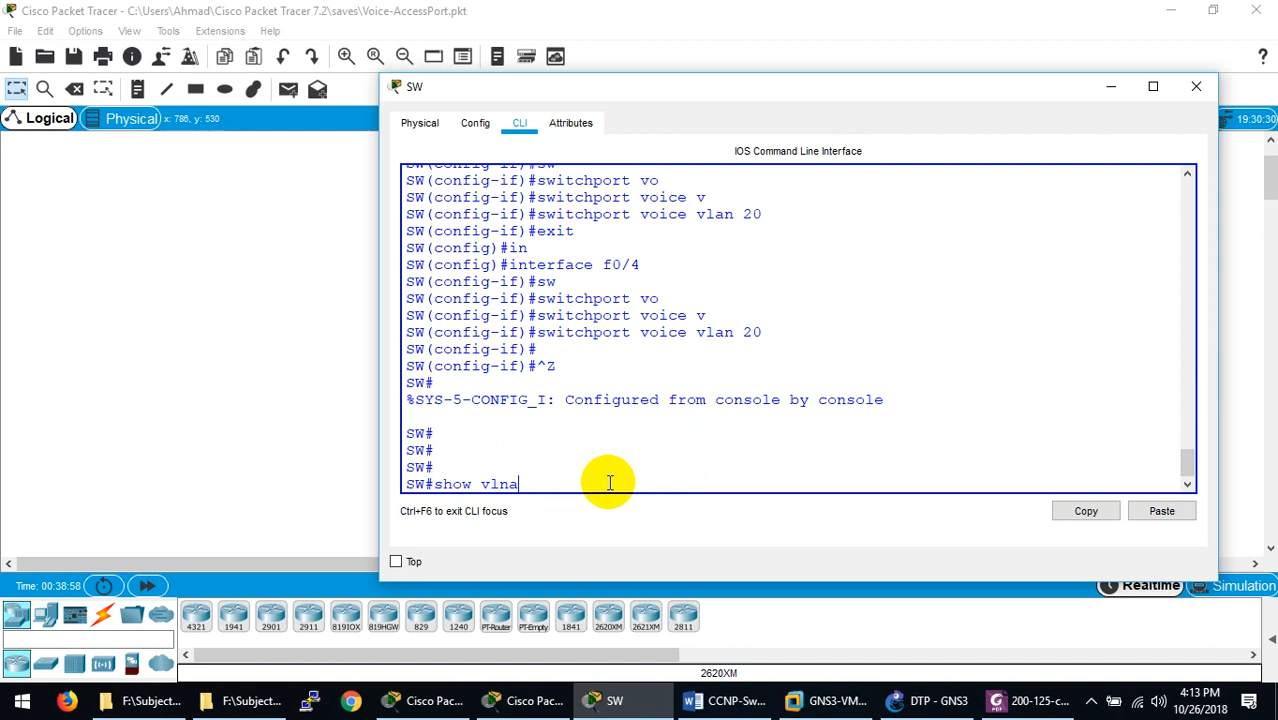 Cisco Packet Tracer - C:\Users\Ahmad\Cisco Packet Tracer 7.2\saves\Voice-AccessPort.pkt
File Edit Options View Tools Extensions Help
SW
Logical Physical x: 786, y: 530 19:30:30
Physical Config CLI Attributes
IOS Command Line Interface
SW(config-if)#sw
SW(config-if)#switchport vo
SW(config-if)#switchport voice v
SW(config-if)#switchport voice vlan 20
SW(config-if)#exit
SW(config)#in
SW(config)#interface f0/4
SW(config-if)#sw
SW(config-if)#switchport vo
SW(config-if)#switchport voice v
SW(config-if)#switchport voice vlan 20
SW(config-if)#
SW(config-if)#^Z
SW#
%SYS-5-CONFIG_I: Configured from console by console
SW#
SW#
SW#
SW#show vlna
Ctrl+F6 to exit CLI focus Copy Paste
Top
Time: 00:38:58 Realtime Simulation
4321 1941 2901 2911 819IOX 819HGW 829 1240 PT-Router PT-Empty 1841 2620XM 2621XM 2811
2620XM
F:\Subject... F:\Subject... Cisco Pac... Cisco Pac... SW CCNP-Sw... GNS3-VM... DTP - GNS3 200-125-c... 4:13 PM
10/26/2018